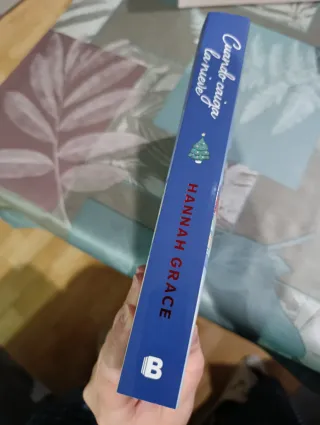 Cuando caiga
la nieve
HANNAH GRACE
B